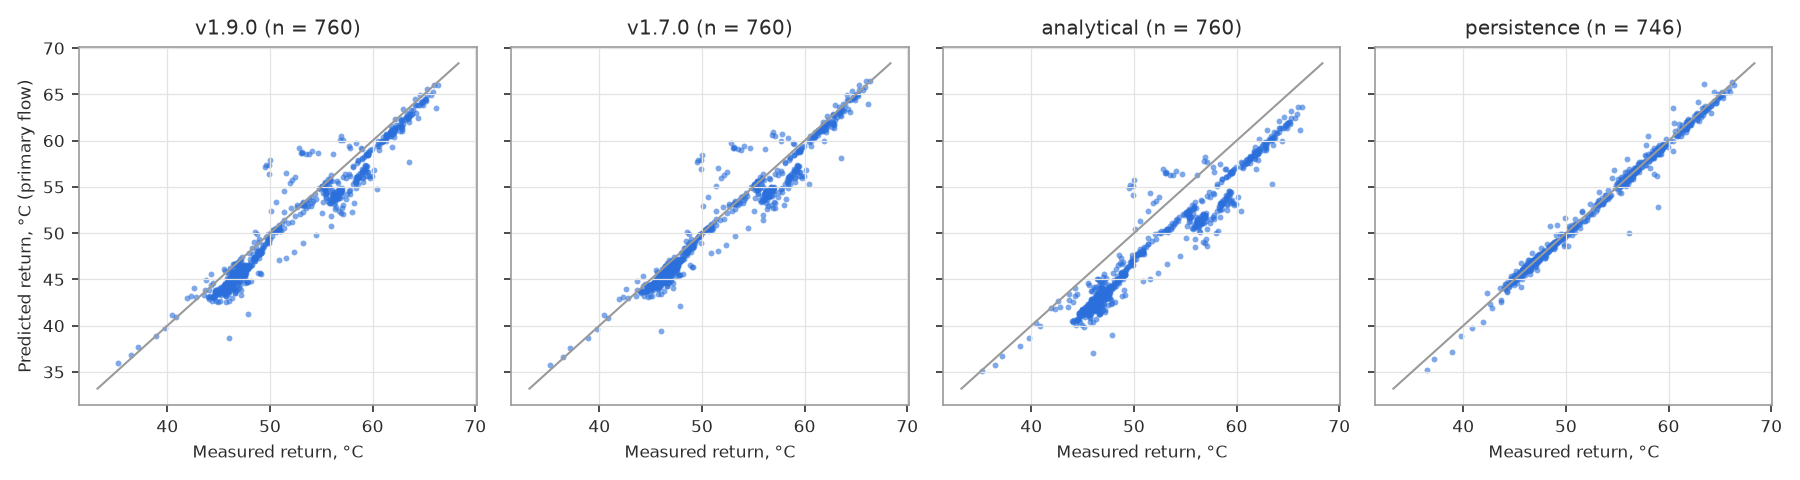 v1.9.0 (n = 760)
v1.7.0 (n = 760)
analytical (n = 760)
persistence (n = 746)
Predicted return, °C (primary flow)
70
65
60
55
50
45
40
35
40 50 60 70
40 50 60 70
40 50 60 70
40 50 60 70
Measured return, °C
Measured return, °C
Measured return, °C
Measured return, °C